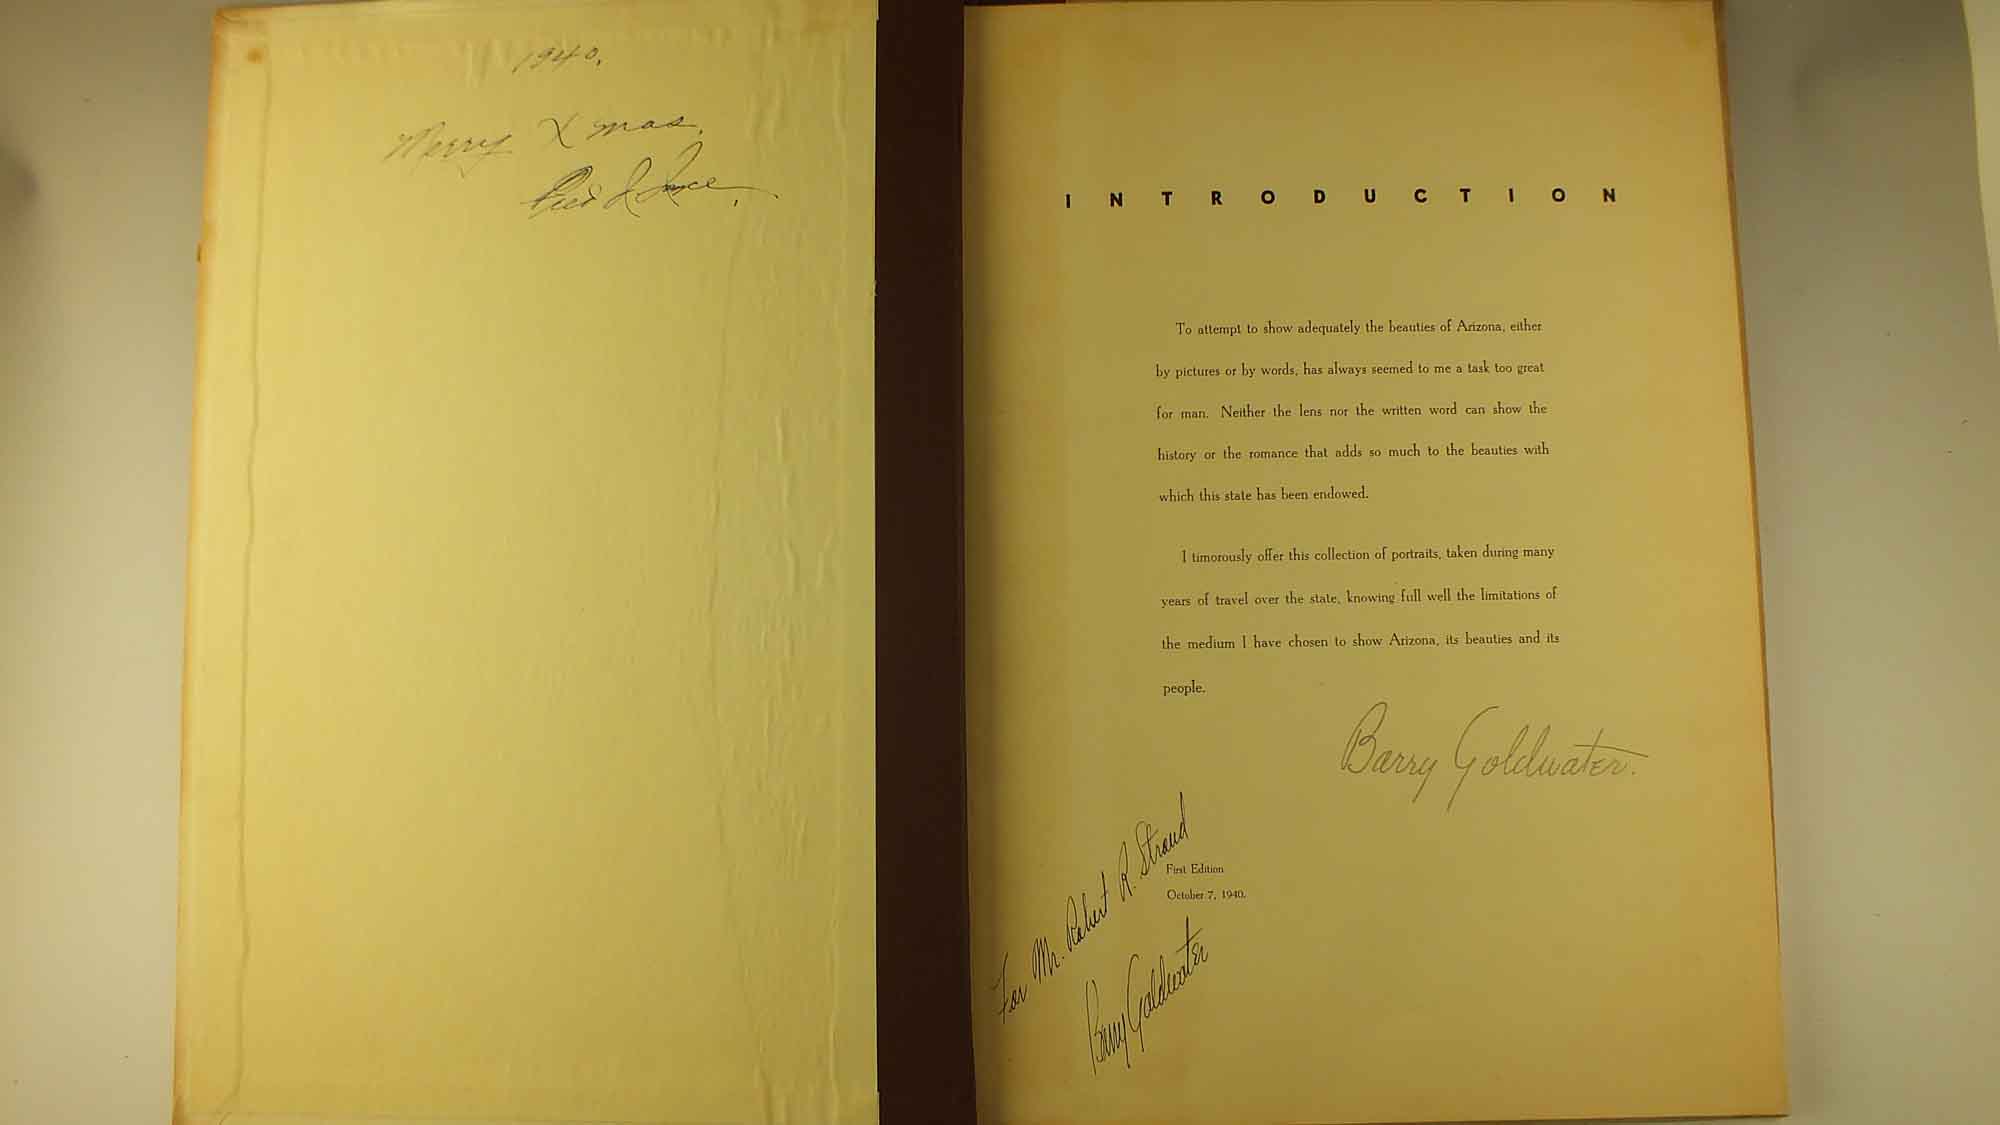 1940.
Merry Xmas.
INTRODUCTION
To attempt to show adequately the beauties of Arizona, either
by pictures or by words, has always seemed to me a task too great
for man. Neither the lens nor the written word can show the
history or the romance that adds so much to the beauties with
which this state has been endowed.
I timorously offer this collection of portraits, taken during many
years of travel over the state, knowing full well the limitations of
the medium I have chosen to show Arizona, its beauties and its
people.
Barry Goldwater.
First Edition
October 7, 1940.
For Mr. Robert R. Straud
Barry Goldwater